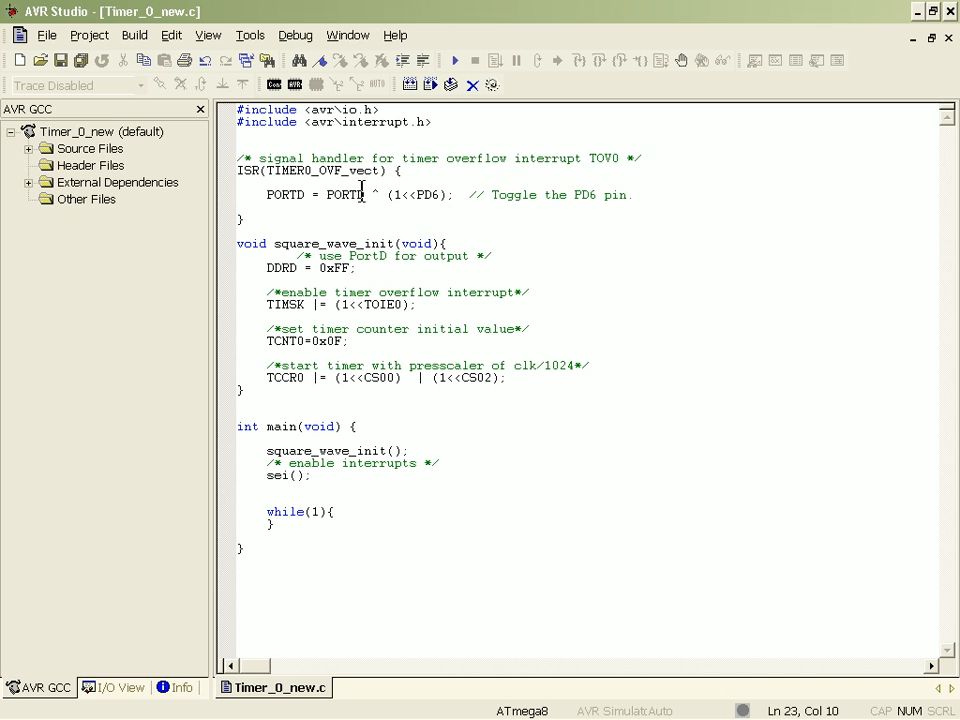 AVR Studio - [Timer_0_new.c]
File Project Build Edit View Tools Debug Window Help
Trace Disabled
AUTO
AVR GCC
Timer_0_new (default)
Source Files
Header Files
External Dependencies
Other Files
#include <avr\io.h>
#include <avr\interrupt.h>
/* signal handler for timer overflow interrupt TOV0 */
ISR(TIMER0_OVF_vect) {
PORTD = PORTD ^ (1<<PD6); // Toggle the PD6 pin.
}
void square_wave_init(void){
/* use PortD for output */
DDRD = 0xFF;
/*enable timer overflow interrupt*/
TIMSK |= (1<<TOIE0);
/*set timer counter initial value*/
TCNT0=0x0F;
/*start timer with presscaler of clk/1024*/
TCCR0 |= (1<<CS00) | (1<<CS02);
}
int main(void) {
square_wave_init();
/* enable interrupts */
sei();
while(1){
}
}
AVR GCC I/O View Info
Timer_0_new.c
ATmega8 AVR Simulator Auto Ln 23, Col 10 CAP NUM SCRL